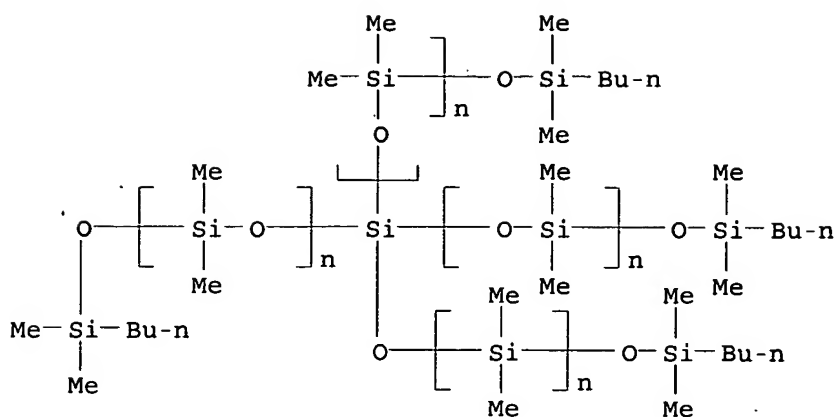 Me Me
Me Si O Si Bu-n
n
O Me
Me Me Me
O Si O Si O Si O Si Bu-n
n n
Me Me Me
Me Me
Me Si Bu-n
O Si O Si Bu-n
n
Me
Me Me